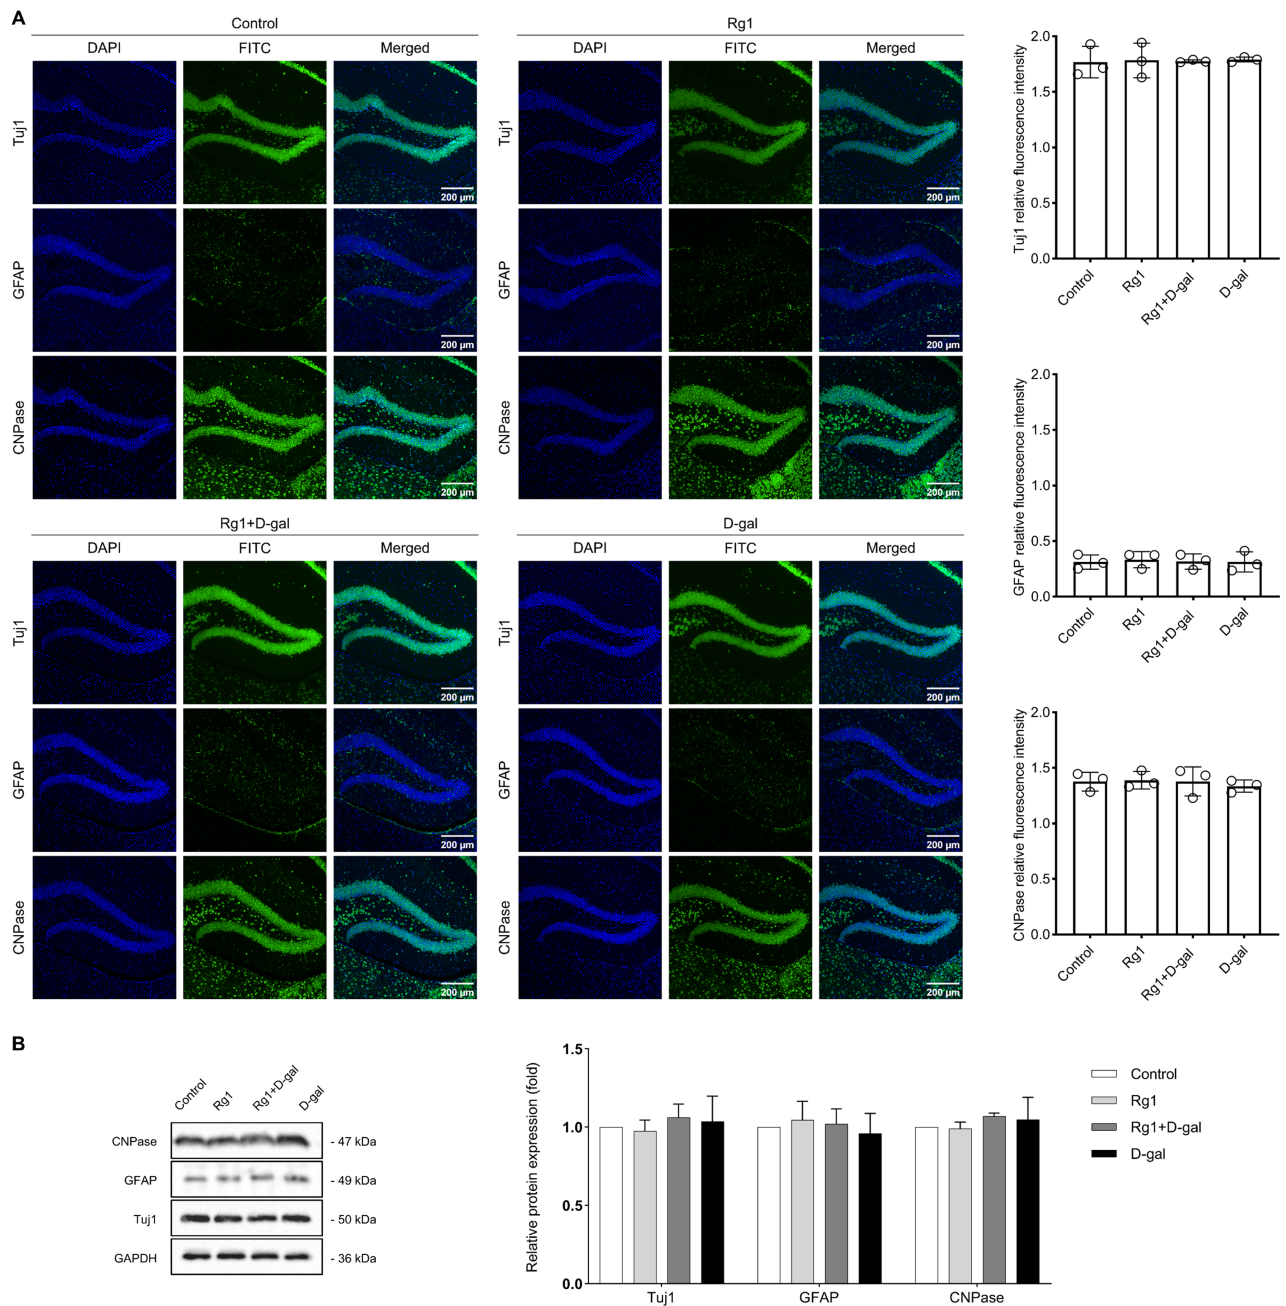 A
Control
DAPI FITC Merged
Tuj1
200 µm
GFAP
200 µm
CNPase
200 µm
Rg1
DAPI FITC Merged
Tuj1
200 µm
GFAP
200 µm
CNPase
200 µm
Rg1+D-gal
DAPI FITC Merged
Tuj1
200 µm
GFAP
200 µm
CNPase
200 µm
D-gal
DAPI FITC Merged
Tuj1
200 µm
GFAP
200 µm
CNPase
200 µm
Tuj1 relative fluorescence intensity
2.0
1.5
1.0
0.5
0.0
Control Rg1 Rg1+D-gal D-gal
GFAP relative fluorescence intensity
2.0
1.5
1.0
0.5
0.0
Control Rg1 Rg1+D-gal D-gal
CNPase relative fluorescence intensity
2.0
1.5
1.0
0.5
0.0
Control Rg1 Rg1+D-gal D-gal
B
Control Rg1 Rg1+D-gal D-gal
CNPase - 47 kDa
GFAP - 49 kDa
Tuj1 - 50 kDa
GAPDH - 36 kDa
Relative protein expression (fold)
1.5
1.0
0.5
0.0
Tuj1 GFAP CNPase
Control
Rg1
Rg1+D-gal
D-gal